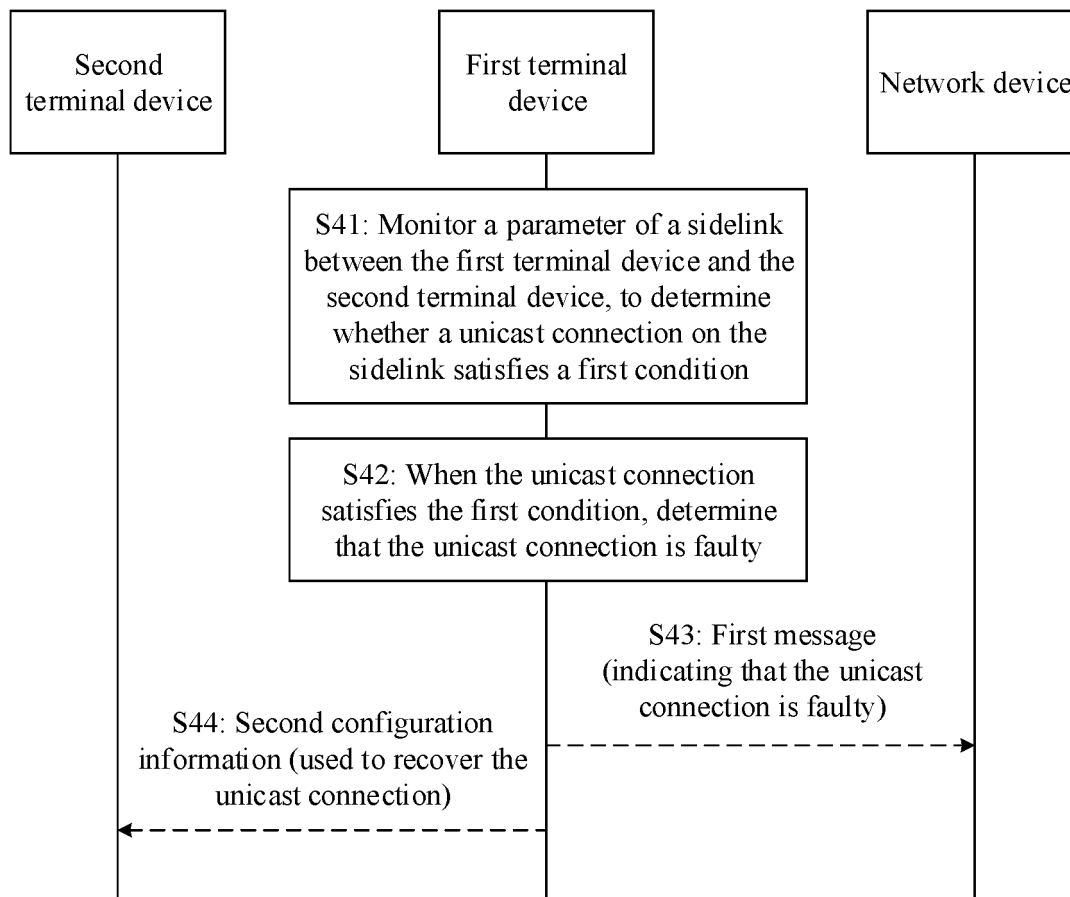 Second
terminal device
First terminal
device
Network device
S41: Monitor a parameter of a sidelink
between the first terminal device and the
second terminal device, to determine
whether a unicast connection on the
sidelink satisfies a first condition
S42: When the unicast connection
satisfies the first condition, determine
that the unicast connection is faulty
S43: First message
(indicating that the unicast
connection is faulty)
S44: Second configuration
information (used to recover the
unicast connection)